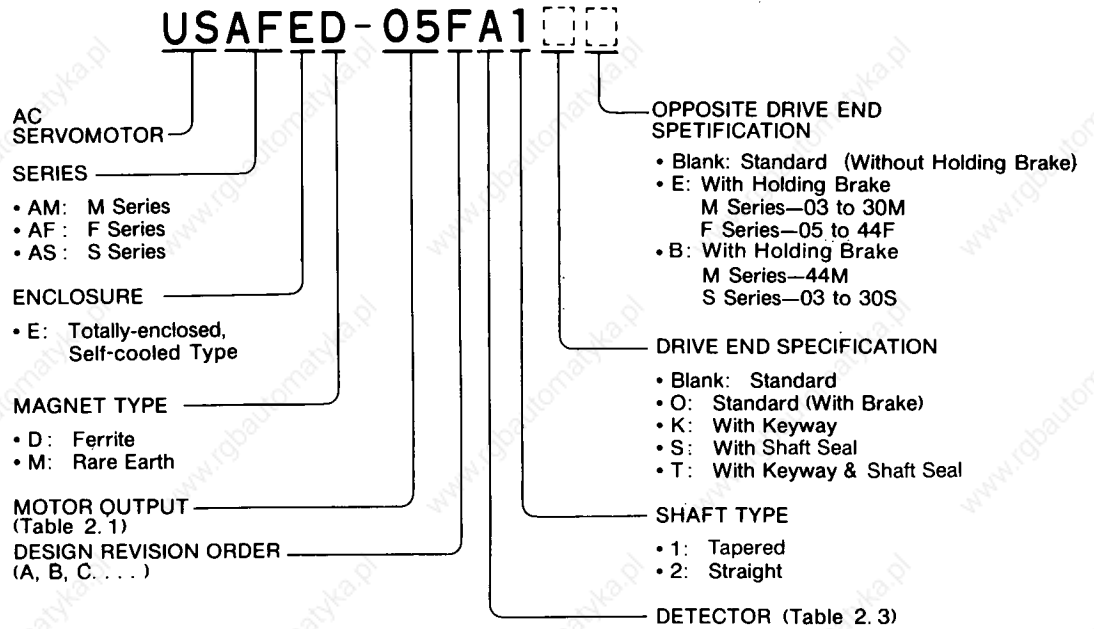 USAFED-05FA1
AC
SERVOMOTOR
SERIES
• AM: M Series
• AF: F Series
• AS: S Series
ENCLOSURE
• E: Totally-enclosed,
Self-cooled Type
MAGNET TYPE
• D: Ferrite
• M: Rare Earth
MOTOR OUTPUT
(Table 2.1)
DESIGN REVISION ORDER
(A, B, C. . . . )
OPPOSITE DRIVE END
SPETIFICATION
• Blank: Standard (Without Holding Brake)
• E: With Holding Brake
M Series—03 to 30M
F Series—05 to 44F
• B: With Holding Brake
M Series—44M
S Series—03 to 30S
DRIVE END SPECIFICATION
• Blank: Standard
• O: Standard (With Brake)
• K: With Keyway
• S: With Shaft Seal
• T: With Keyway & Shaft Seal
SHAFT TYPE
• 1: Tapered
• 2: Straight
DETECTOR (Table 2.3)
www.rgbautomatyka.pl